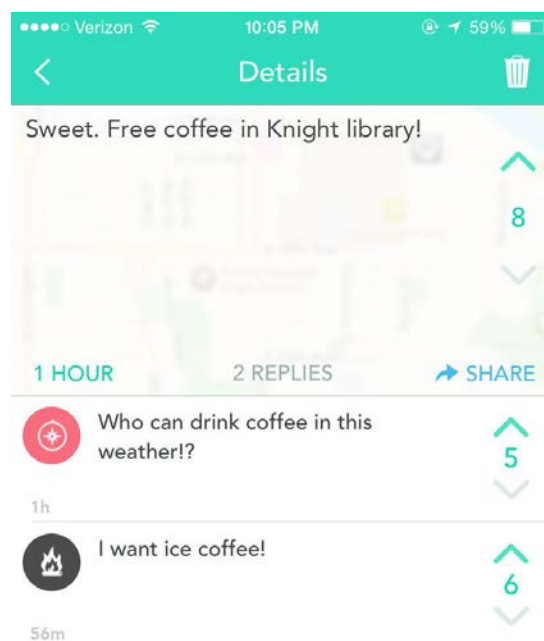 Verizon 10:05 PM 59%
Details
Sweet. Free coffee in Knight library!
8
1 HOUR 2 REPLIES SHARE
Who can drink coffee in this
weather!?
5
1h
I want ice coffee!
6
56m